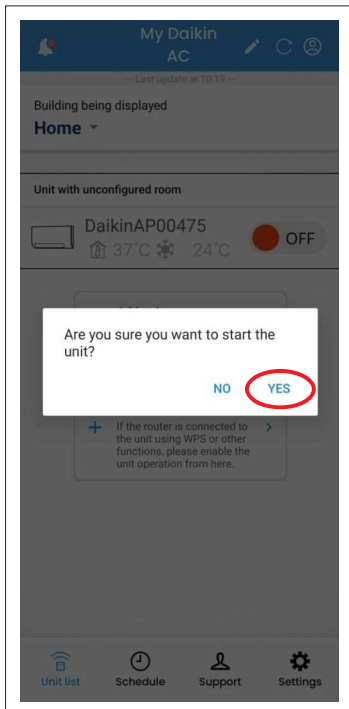 My Daikin
AC
—Last update at 10:19—
Building being displayed
Home
Unit with unconfigured room
DaikinAP00475
37°C 24°C OFF
Are you sure you want to start the
unit?
NO YES
If the router is connected to
the unit using WPS or other
functions, please enable the
unit operation from here.
Unit list Schedule Support Settings